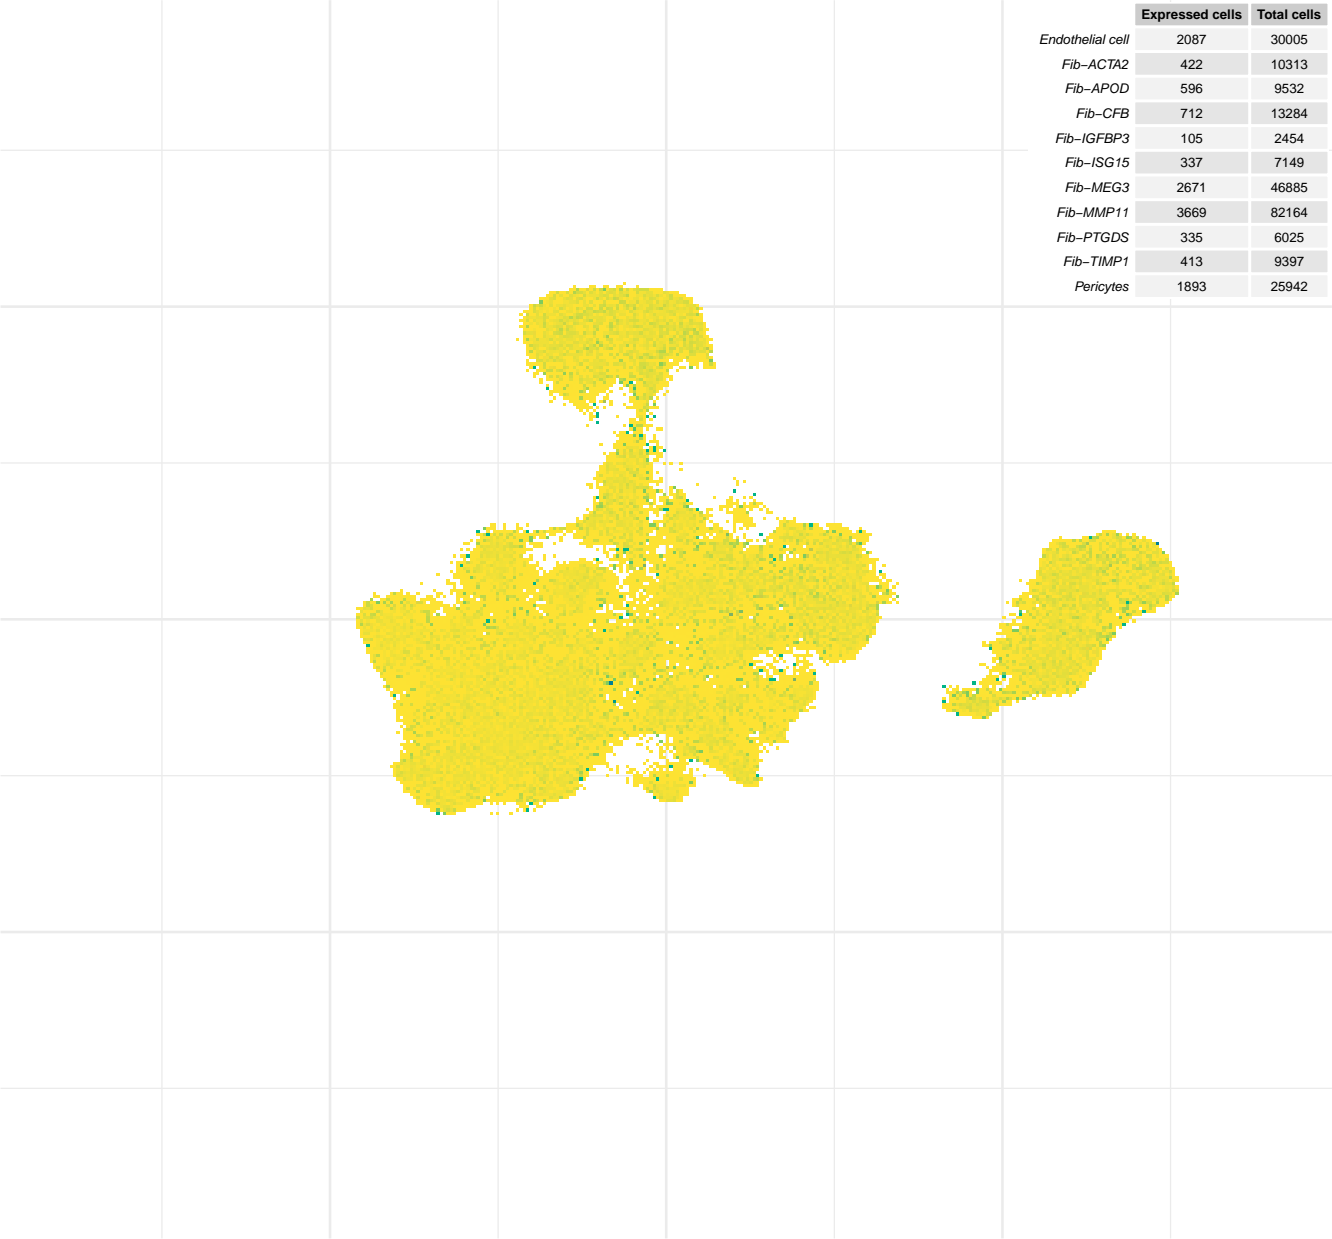 Expressed cells Total cells
Endothelial cell 2087 30005
Fib−ACTA2 422 10313
Fib−APOD 596 9532
Fib−CFB 712 13284
Fib−IGFBP3 105 2454
Fib−ISG15 337 7149
Fib−MEG3 2671 46885
Fib−MMP11 3669 82164
Fib−PTGDS 335 6025
Fib−TIMP1 413 9397
Pericytes 1893 25942